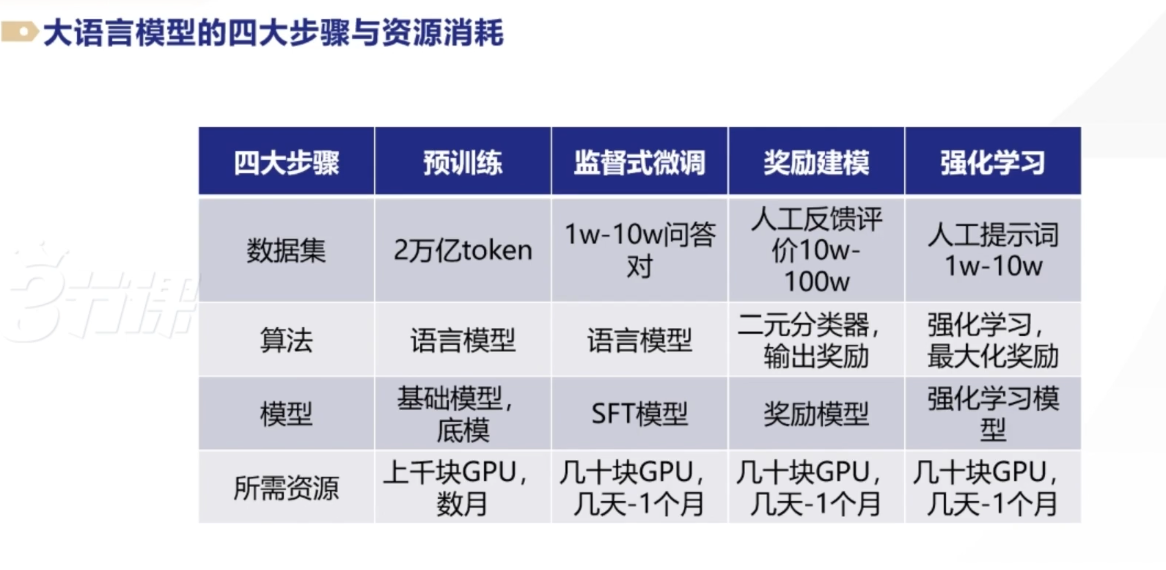 大语言模型的四大步骤与资源消耗
四大步骤 预训练 监督式微调 奖励建模 强化学习
数据集 2万亿token 1w-10w问答
对 人工反馈评
价10w-
100w 人工提示词
1w-10w
算法 语言模型 语言模型 二元分类器，
输出奖励 强化学习，
最大化奖励
模型 基础模型，
底模 SFT模型 奖励模型 强化学习模
型
所需资源 上千块GPU，
数月 几十块GPU，
几天-1个月 几十块GPU，
几天-1个月 几十块GPU，
几天-1个月
3节课